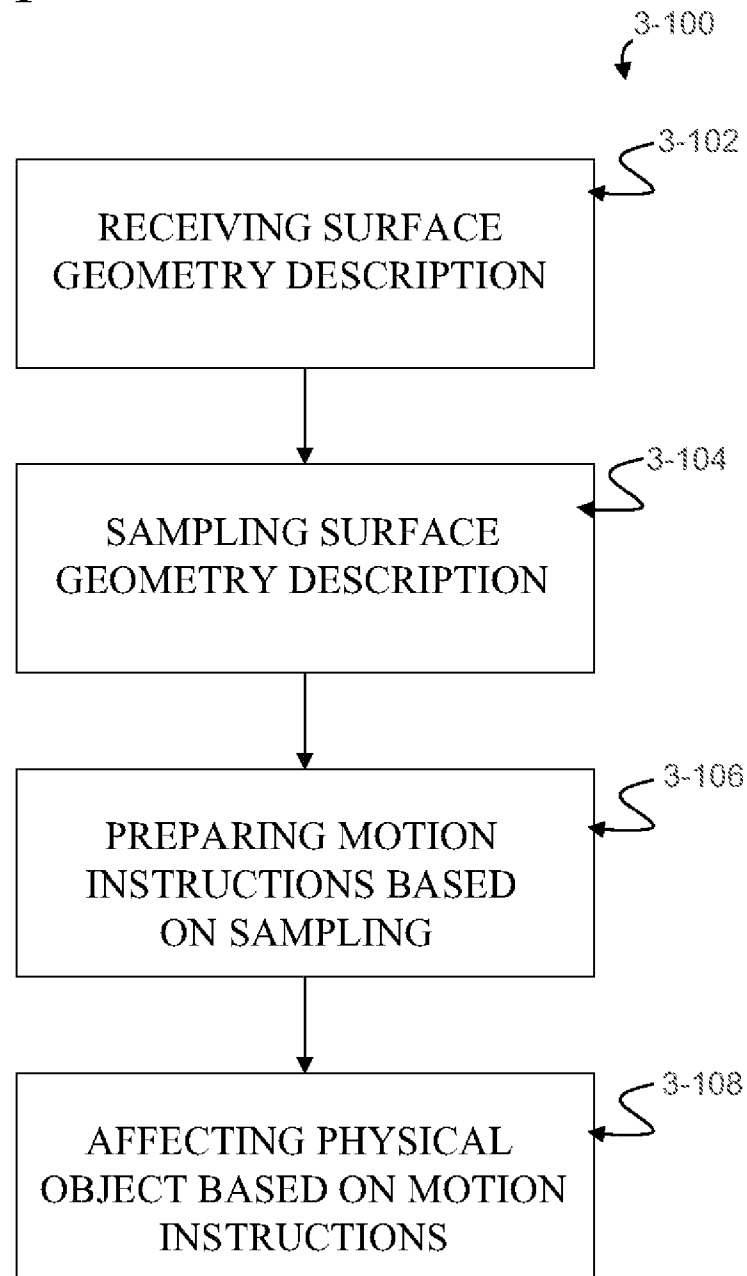 3-100
3-102
RECEIVING SURFACE
GEOMETRY DESCRIPTION
3-104
SAMPLING SURFACE
GEOMETRY DESCRIPTION
3-106
PREPARING MOTION
INSTRUCTIONS BASED
ON SAMPLING
3-108
AFFECTING PHYSICAL
OBJECT BASED ON MOTION
INSTRUCTIONS